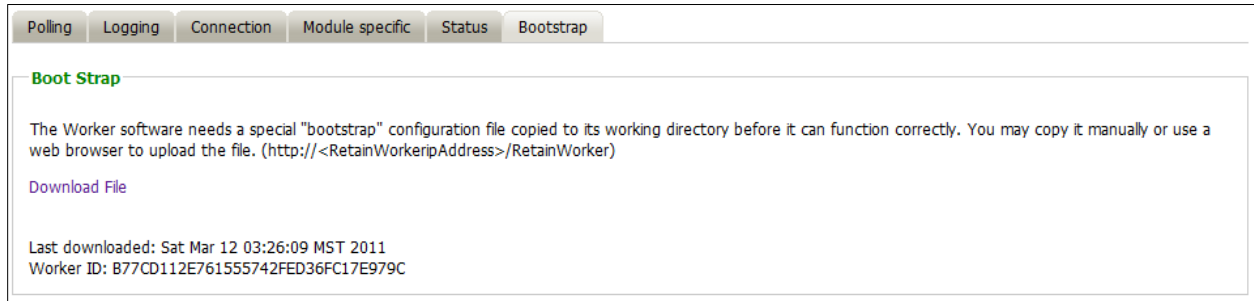 Polling Logging Connection Module specific Status Bootstrap
Boot Strap
The Worker software needs a special "bootstrap" configuration file copied to its working directory before it can function correctly. You may copy it manually or use a
web browser to upload the file. (http://<RetainWorkeripAddress>/RetainWorker)
Download File
Last downloaded: Sat Mar 12 03:26:09 MST 2011
Worker ID: B77CD112E761555742FED36FC17E979C